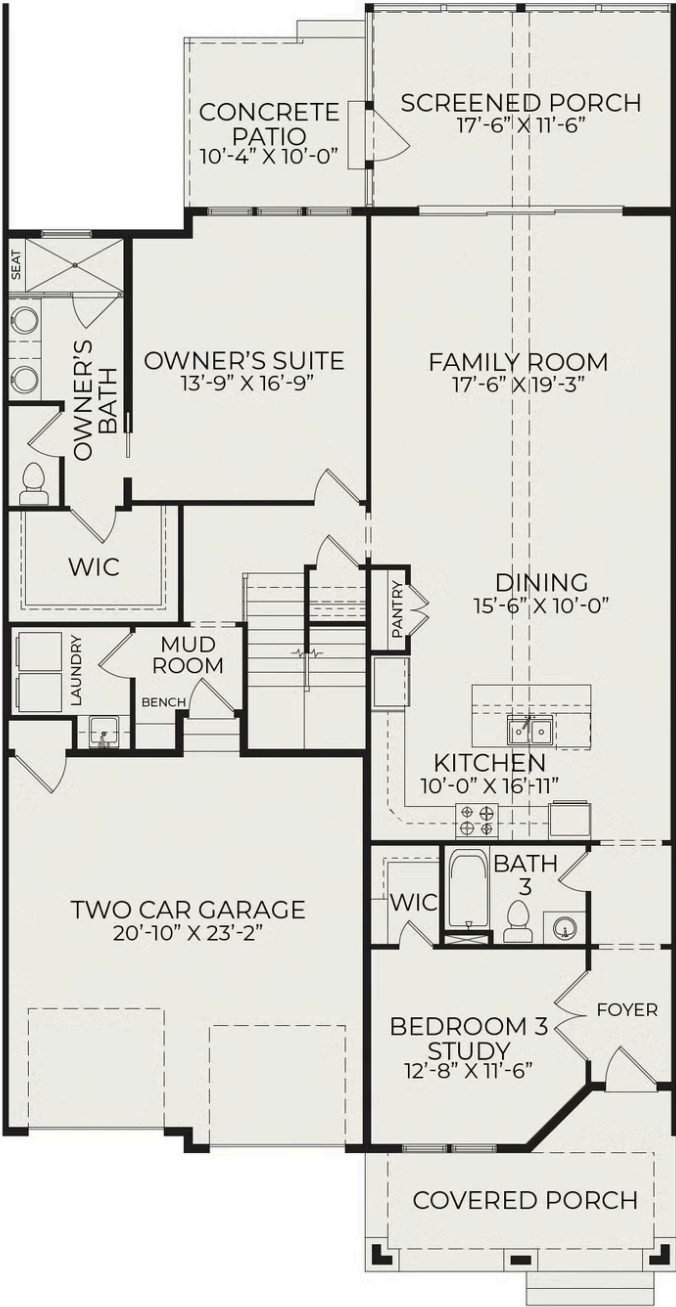 CONCRETE
PATIO
10'-4” X 10'-0”
SCREENED PORCH
17'-6” X 11'-6”
SEAT
OWNER'S
BATH
OWNER'S SUITE
13'-9” X 16'-9”
FAMILY ROOM
17'-6” X 19'-3”
WIC
PANTRY
DINING
15'-6” X 10'-0”
LAUNDRY
MUD
ROOM
BENCH
KITCHEN
10'-0” X 16'-11”
TWO CAR GARAGE
20'-10” X 23'-2”
WIC
BATH
3
BEDROOM 3
STUDY
12'-8” X 11'-6”
FOYER
COVERED PORCH